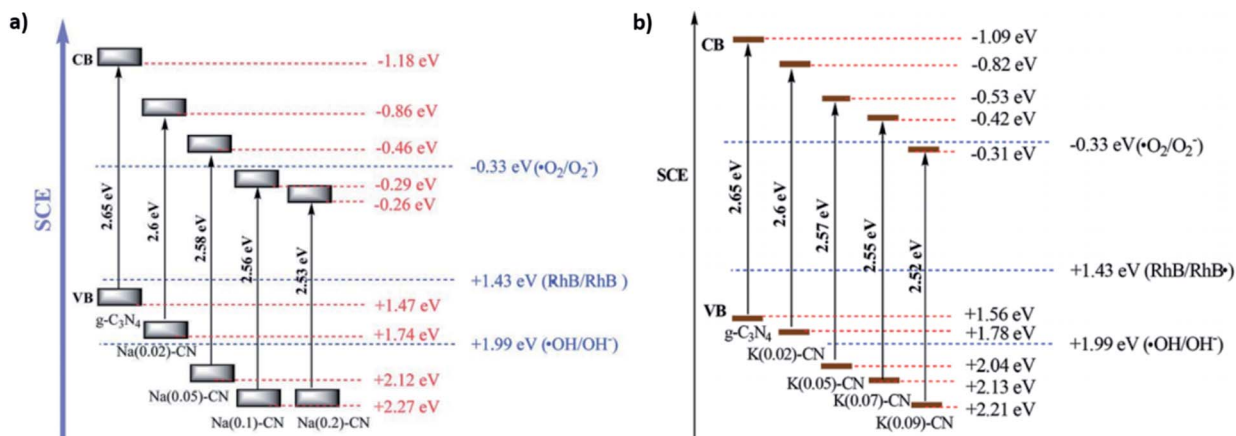 a)
SCE
CB
-1.18 eV
-0.86 eV
-0.46 eV
-0.33 eV (•O₂/O₂⁻)
-0.29 eV
-0.26 eV
2.65 eV
2.6 eV
2.58 eV
2.56 eV
2.53 eV
+1.43 eV (RhB/RhB )
VB
+1.47 eV
g-C₃N₄
+1.74 eV
Na(0.02)-CN
+1.99 eV (•OH/OH⁻)
+2.12 eV
Na(0.05)-CN
+2.27 eV
Na(0.1)-CN
Na(0.2)-CN
b)
SCE
CB
-1.09 eV
-0.82 eV
-0.53 eV
-0.42 eV
-0.33 eV (•O₂/O₂⁻)
-0.31 eV
2.65 eV
2.6 eV
2.57 eV
2.55 eV
2.52 eV
+1.43 eV (RhB/RhB•)
VB
+1.56 eV
g-C₃N₄
+1.78 eV
K(0.02)-CN
+1.99 eV (•OH/OH⁻)
+2.04 eV
K(0.05)-CN
+2.13 eV
K(0.07)-CN
+2.21 eV
K(0.09)-CN